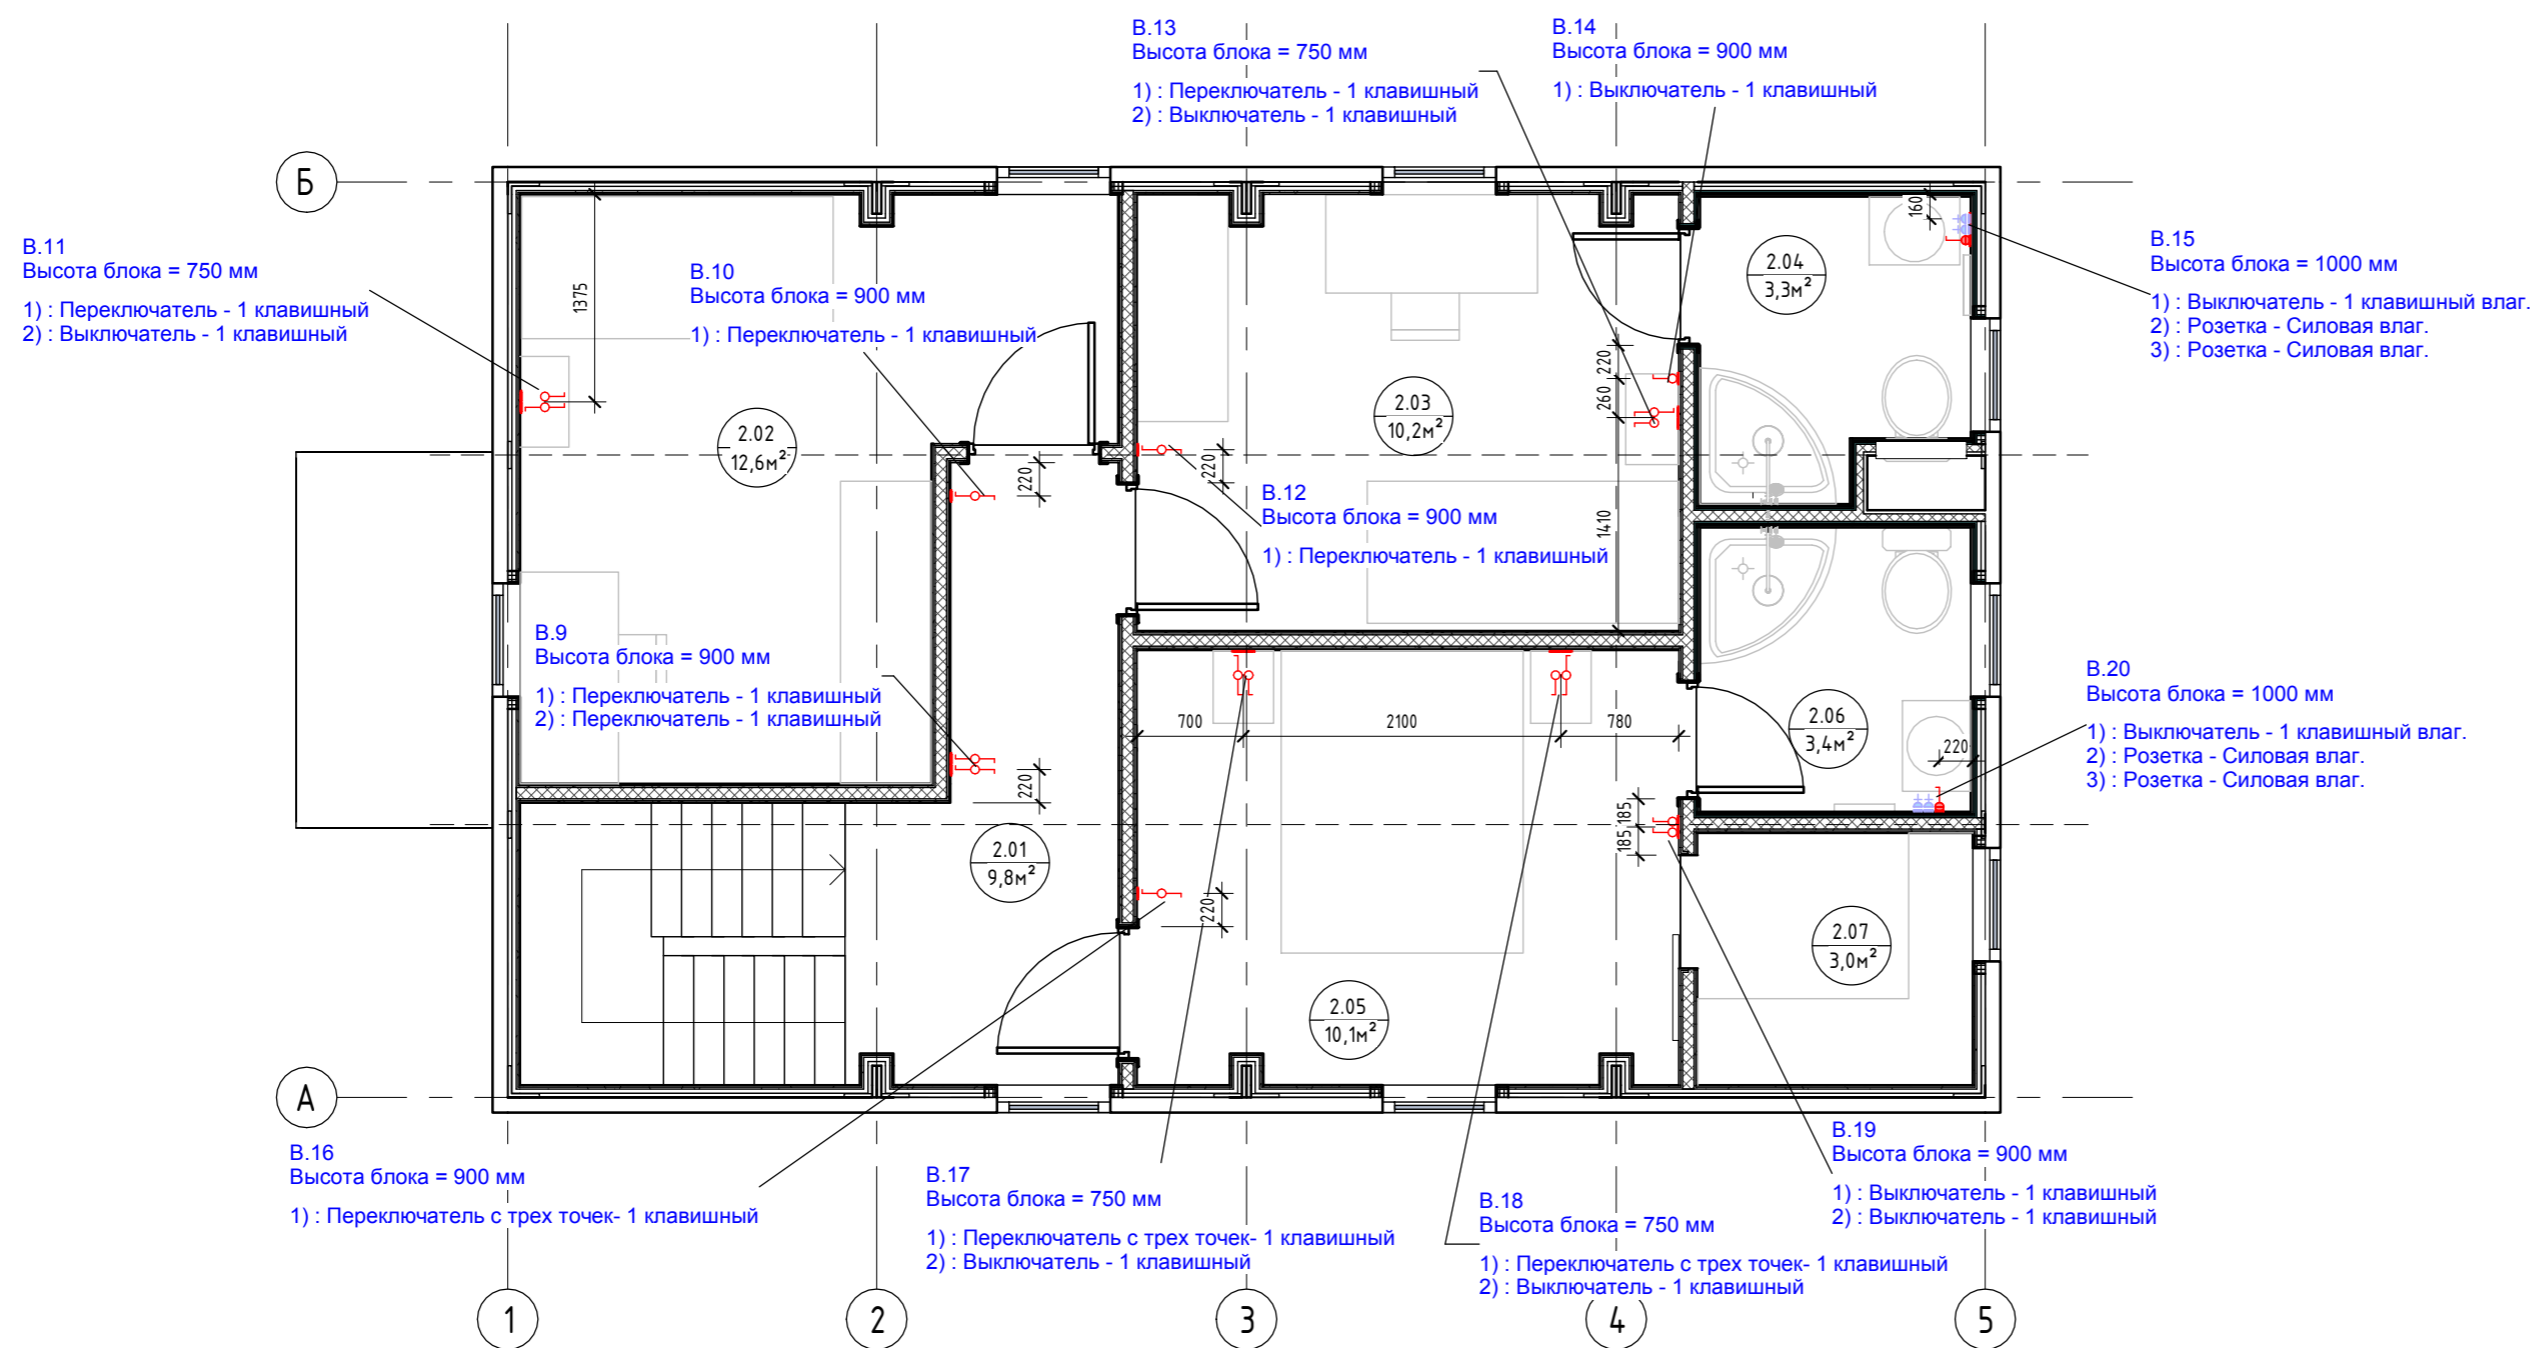 В.13
Высота блока = 750 мм
1) : Переключатель - 1 клавишный
2) : Выключатель - 1 клавишный
В.14
Высота блока = 900 мм
1) : Выключатель - 1 клавишный
Б
В.11
Высота блока = 750 мм
1) : Переключатель - 1 клавишный
2) : Выключатель - 1 клавишный
1375
В.10
Высота блока = 900 мм
1) : Переключатель - 1 клавишный
160
2.04
3,3м²
В.15
Высота блока = 1000 мм
1) : Выключатель - 1 клавишный влаг.
2) : Розетка - Силовая влаг.
3) : Розетка - Силовая влаг.
2.02
12,6м²
2.03
10,2м²
220
260
220
220
1410
В.12
Высота блока = 900 мм
1) : Переключатель - 1 клавишный
В.9
Высота блока = 900 мм
1) : Переключатель - 1 клавишный
2) : Переключатель - 1 клавишный
220
700
2100
780
2.06
3,4м²
220
В.20
Высота блока = 1000 мм
1) : Выключатель - 1 клавишный влаг.
2) : Розетка - Силовая влаг.
3) : Розетка - Силовая влаг.
185
185
2.01
9,8м²
220
2.07
3,0м²
2.05
10,1м²
А
В.16
Высота блока = 900 мм
1) : Переключатель с трех точек- 1 клавишный
В.17
Высота блока = 750 мм
1) : Переключатель с трех точек- 1 клавишный
2) : Выключатель - 1 клавишный
В.18
Высота блока = 750 мм
1) : Переключатель с трех точек- 1 клавишный
2) : Выключатель - 1 клавишный
В.19
Высота блока = 900 мм
1) : Выключатель - 1 клавишный
2) : Выключатель - 1 клавишный
1
2
3
4
5